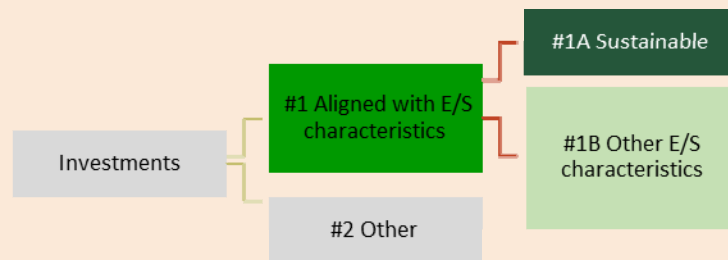 #1A Sustainable
#1 Aligned with E/S
characteristics
#1B Other E/S
characteristics
Investments
#2 Other